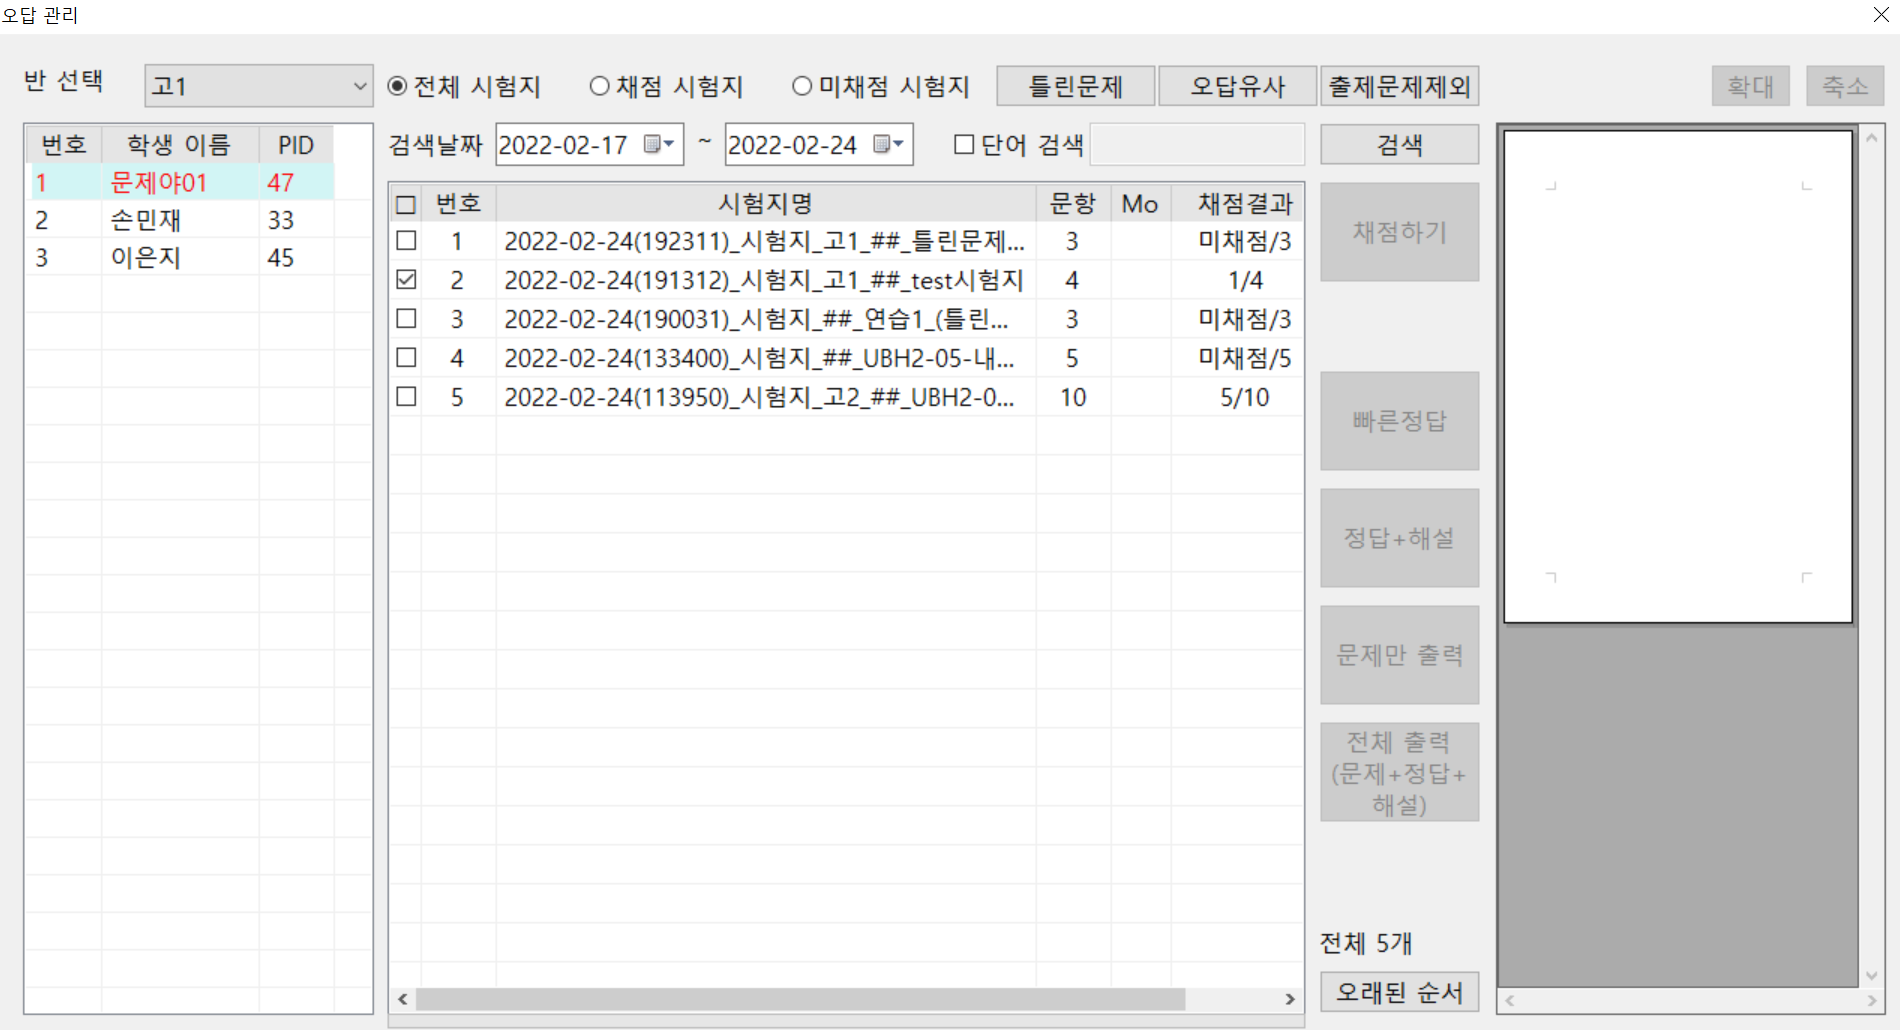 오답 관리
반 선택 고1 전체 시험지 채점 시험지 미채점 시험지 틀린문제 오답유사 출제문제제외 확대 축소
번호 학생 이름 PID
1 문제야01 47
2 손민재 33
3 이은지 45
검색날짜 2022-02-17 ~ 2022-02-24 단어 검색 검색
번호 시험지명 문항 Mo 채점결과
1 2022-02-24(192311)_시험지_고1_##_틀린문제... 3 미채점/3
2 2022-02-24(191312)_시험지_고1_##_test시험지 4 1/4
3 2022-02-24(190031)_시험지_##_연습1_(틀린... 3 미채점/3
4 2022-02-24(133400)_시험지_##_UBH2-05-내... 5 미채점/5
5 2022-02-24(113950)_시험지_고2_##_UBH2-0... 10 5/10
채점하기
빠른정답
정답+해설
문제만 출력
전체 출력
(문제+정답+
해설)
전체 5개
오래된 순서